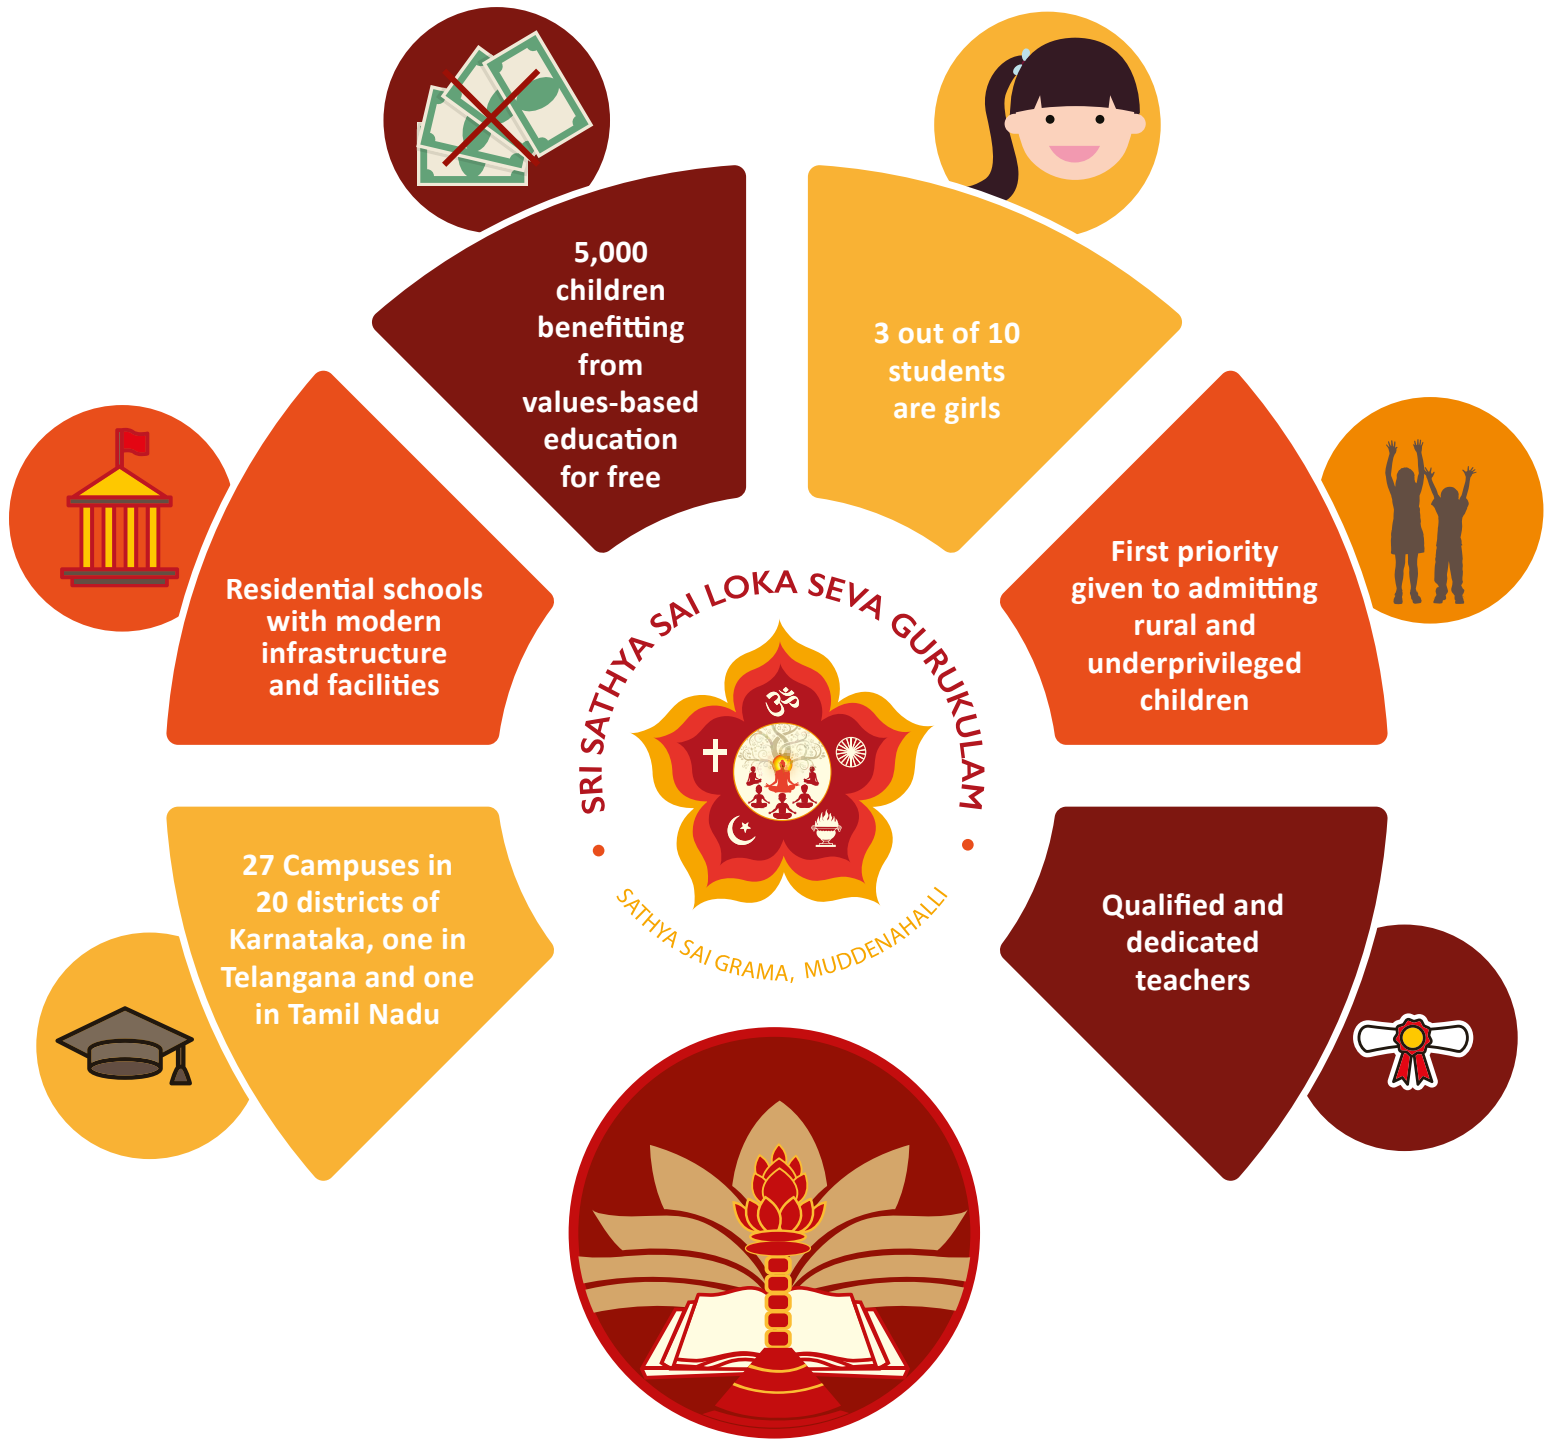 5,000
children
benefitting
from
values-based
education
for free
3 out of 10
students
are girls
Residential schools
with modern
infrastructure
and facilities
First priority
given to admitting
rural and
underprivileged
children
SRI SATHYA SAI LOKA SEVA GURUKULAM
ॐ
SATHYA SAI GRAMA, MUDDENAHALLI
27 Campuses in
20 districts of
Karnataka, one in
Telangana and one
in Tamil Nadu
Qualified and
dedicated
teachers